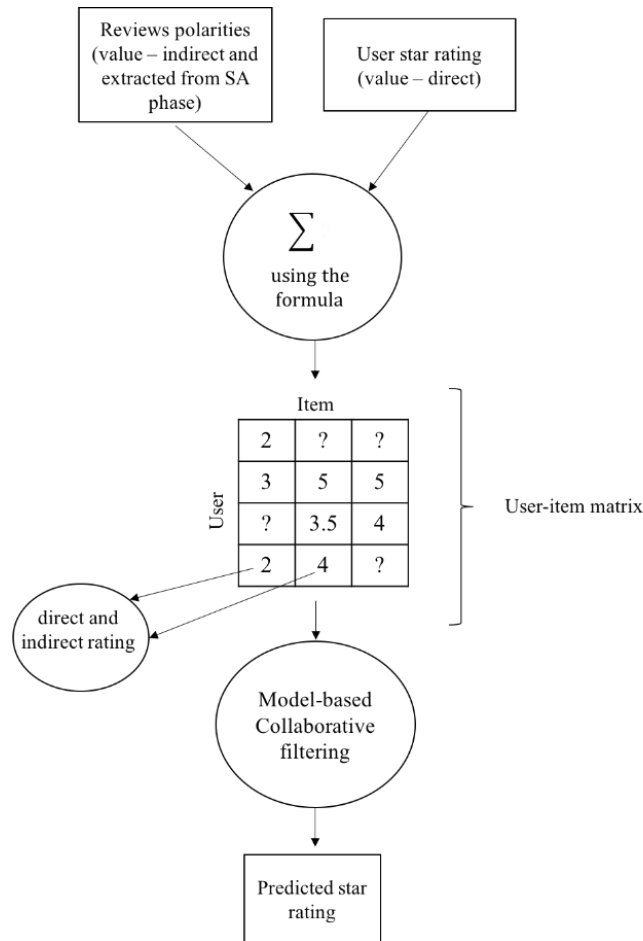 Reviews polarities
(value – indirect and
extracted from SA
phase)
User star rating
(value – direct)
∑
using the
formula
Item
User
2 ? ?
3 5 5
? 3.5 4
2 4 ?
User-item matrix
direct and
indirect rating
Model-based
Collaborative
filtering
Predicted star
rating